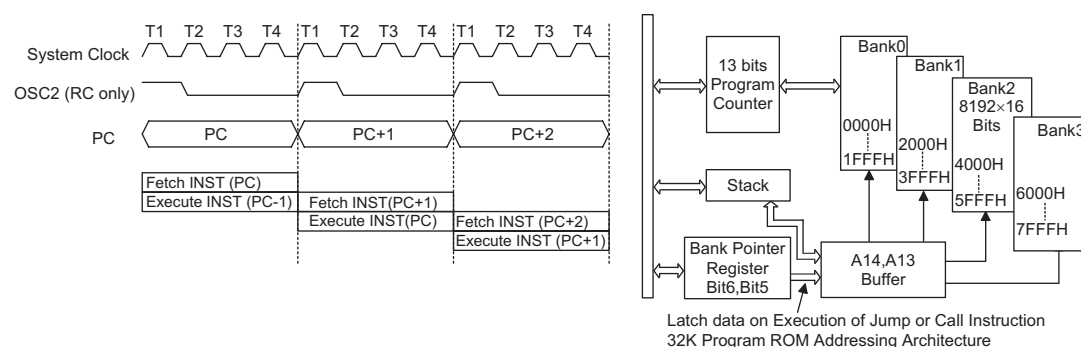 T1 T2 T3 T4 T1 T2 T3 T4 T1 T2 T3 T4
System Clock
OSC2 (RC only)
PC PC PC+1 PC+2
Fetch INST (PC)
Execute INST (PC-1) Fetch INST(PC+1)
Execute INST(PC) Fetch INST (PC+2)
Execute INST (PC+1)
13 bits
Program
Counter
Stack
Bank Pointer
Register
Bit6,Bit5
A14,A13
Buffer
Bank0
0000H
1FFFH
Bank1
2000H
3FFFH
Bank2
8192×16
Bits
4000H
5FFFH
Bank3
6000H
7FFFH
Latch data on Execution of Jump or Call Instruction
32K Program ROM Addressing Architecture